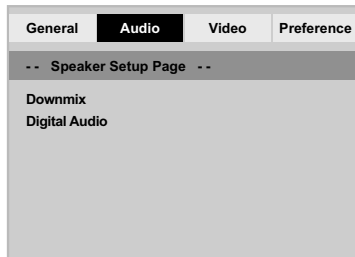 General Audio Video Preference
- - Speaker Setup Page - -
Downmix
Digital Audio